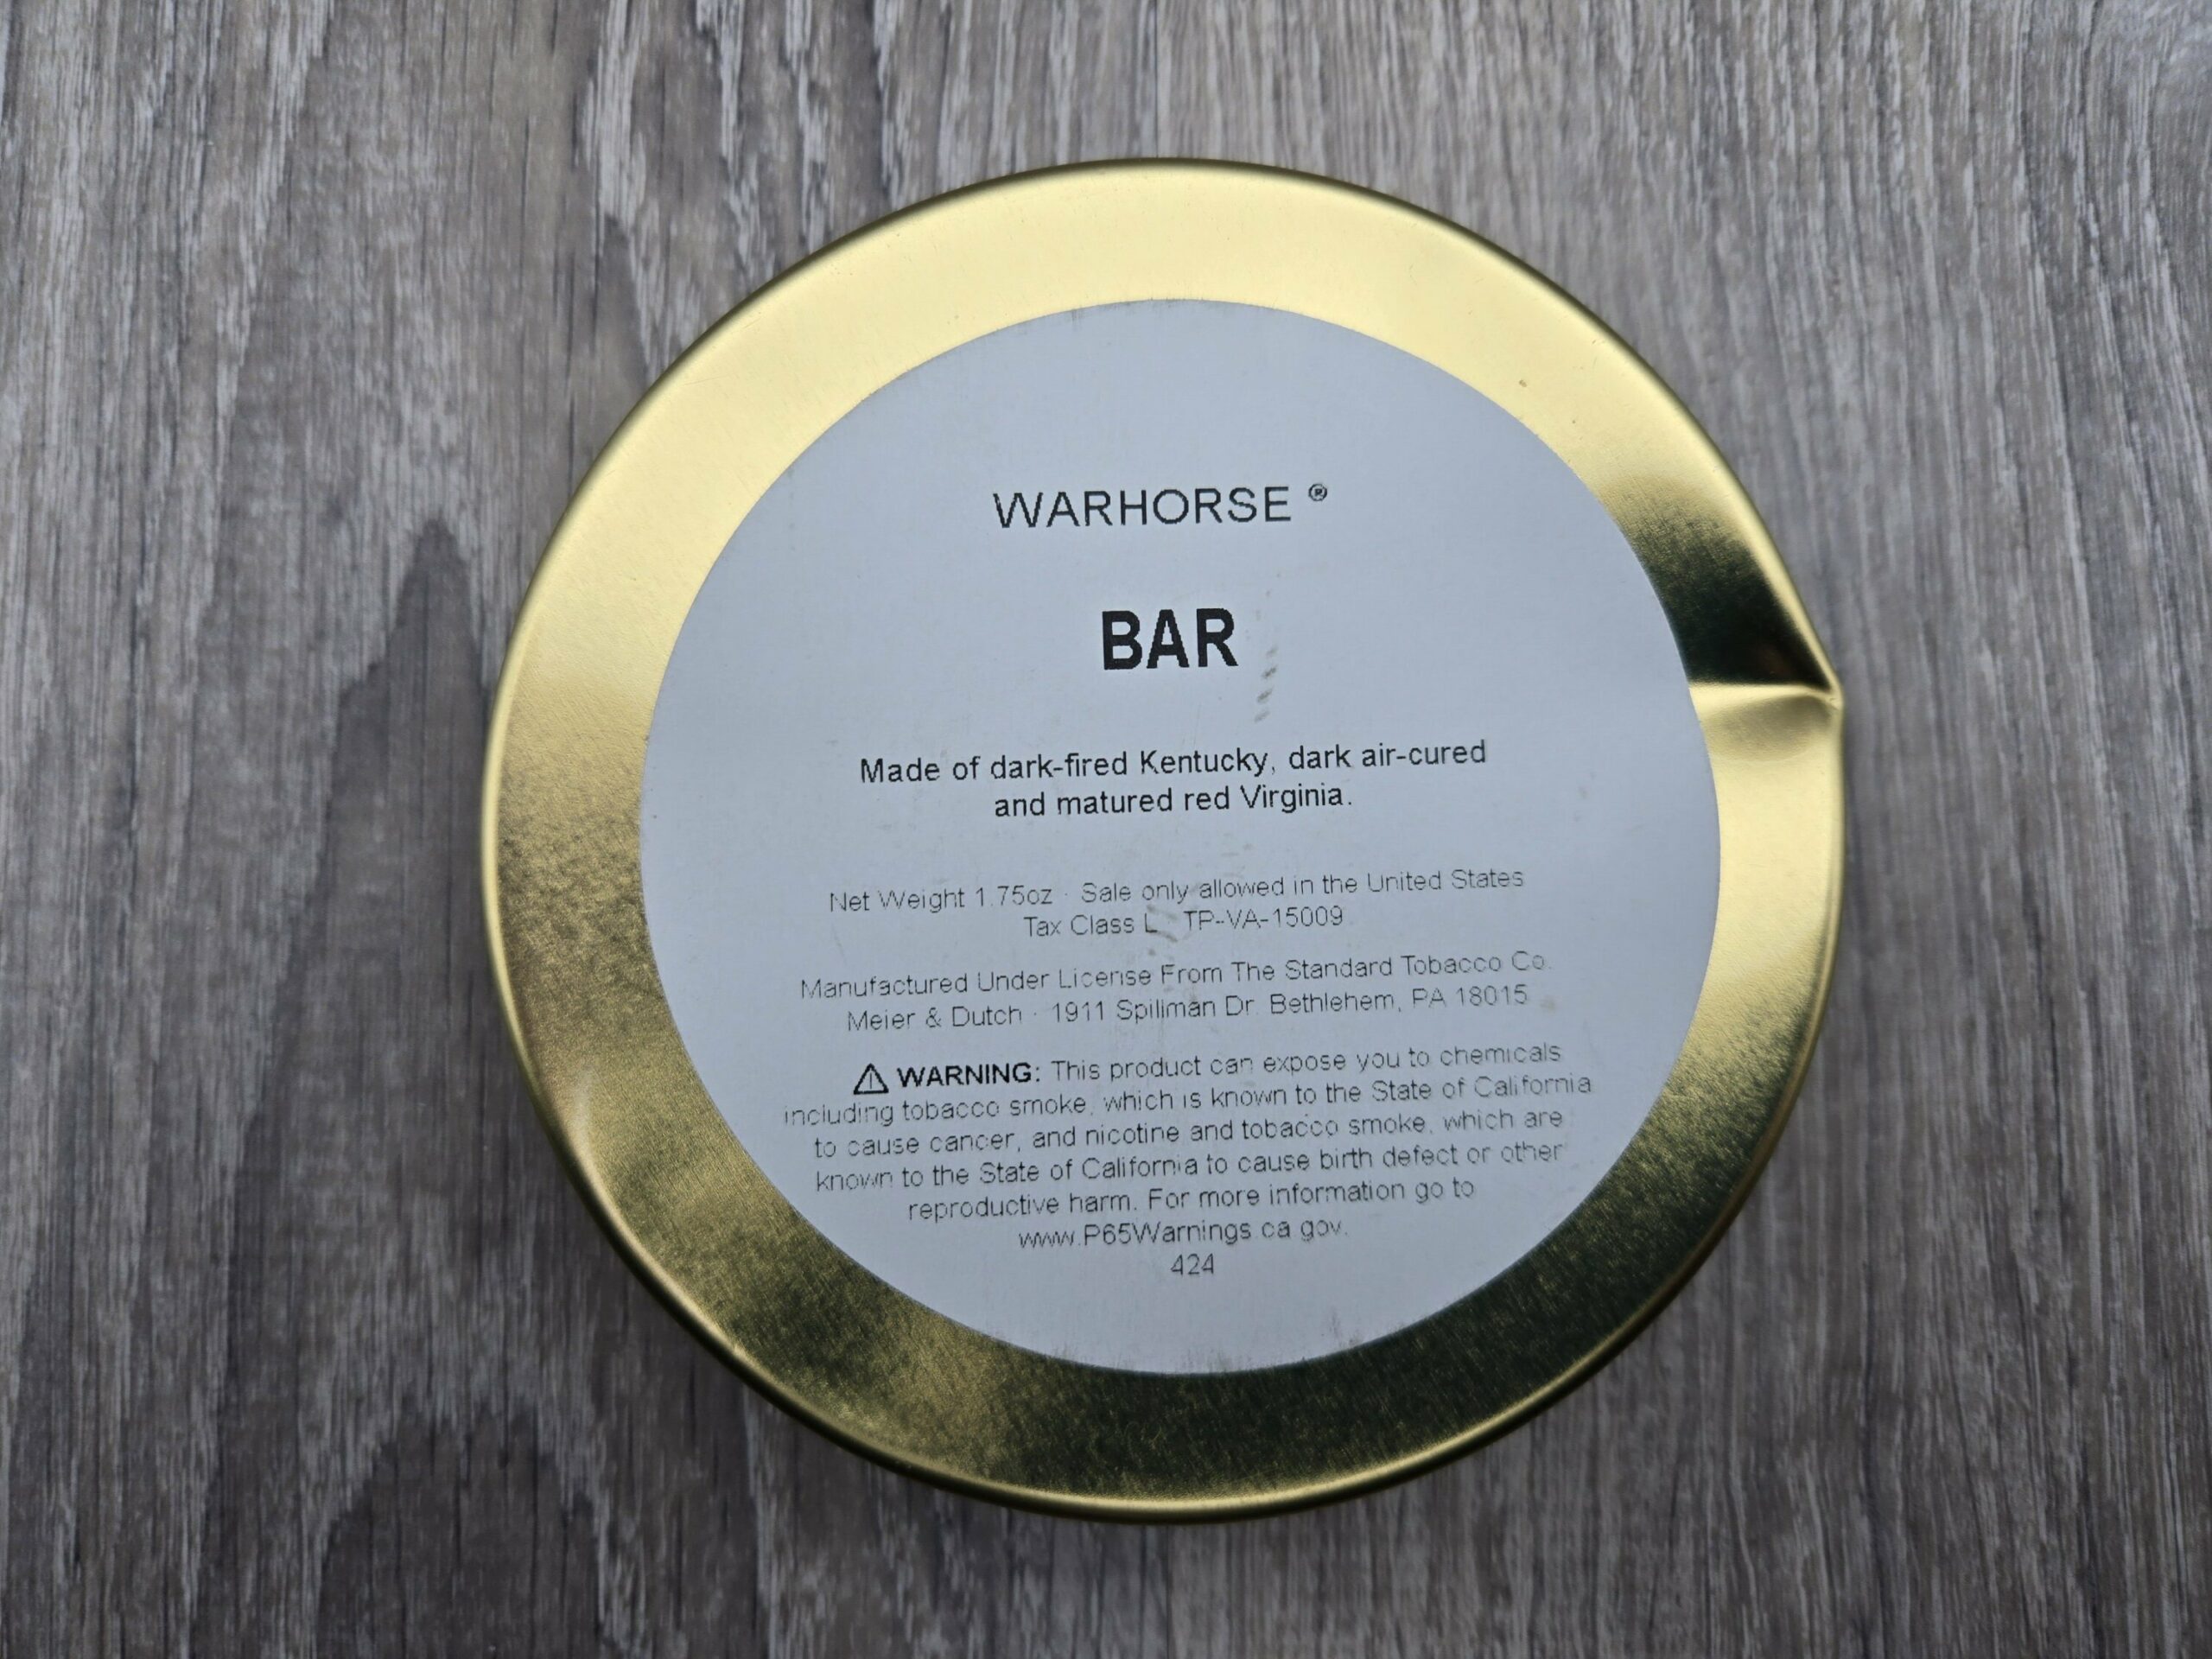 WARHORSE ®
BAR
Made of dark-fired Kentucky, dark air-cured
and matured red Virginia.
Net Weight 1.75oz · Sale only allowed in the United States
Tax Class L TP-VA-15009
Manufactured Under License From The Standard Tobacco Co.
Meier & Dutch · 1911 Spillman Dr. Bethlehem, PA 18015
⚠ WARNING: This product can expose you to chemicals
including tobacco smoke, which is known to the State of California
to cause cancer, and nicotine and tobacco smoke, which are
known to the State of California to cause birth defect or other
reproductive harm. For more information go to
www.P65Warnings.ca.gov.
424